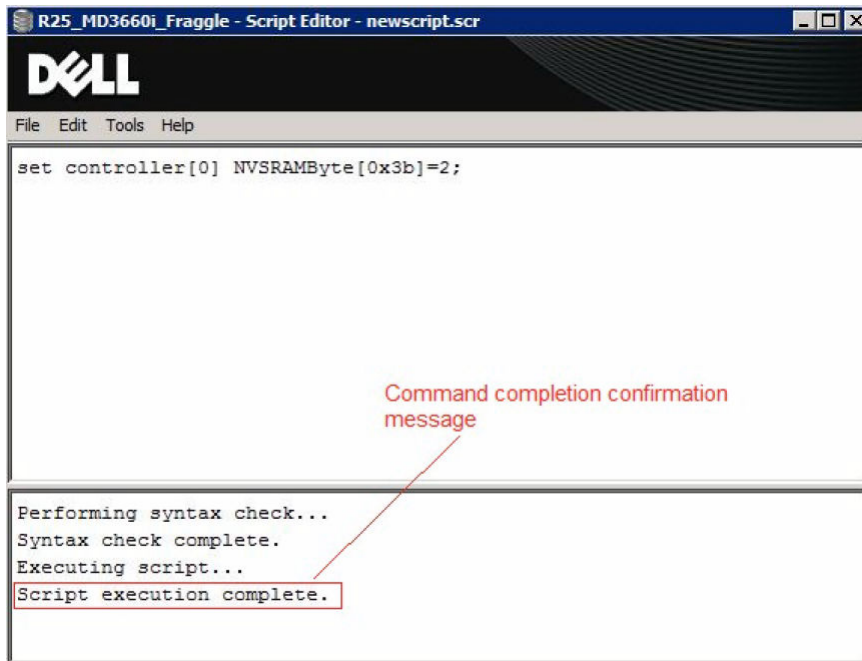 R25_MD3660i_Fraggle - Script Editor - newscript.scr
DELL
File Edit Tools Help
set controller[0] NVSRAMByte[0x3b]=2;
Command completion confirmation
message
Performing syntax check...
Syntax check complete.
Executing script...
Script execution complete.